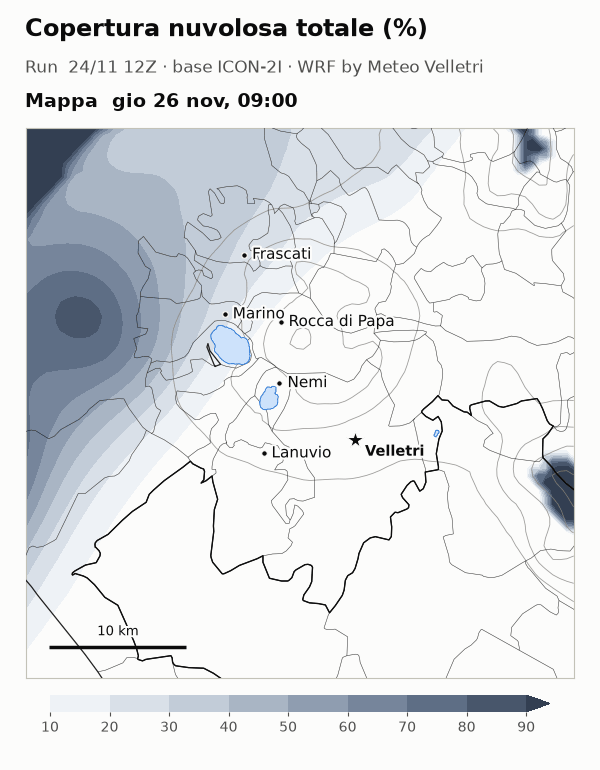 Copertura nuvolosa totale (%)
Run  24/11 12Z · base ICON-2I · WRF by Meteo Velletri
Mappa  gio 26 nov, 09:00
Frascati
Marino
Rocca di Papa
Nemi
Velletri
Lanuvio
10 km
10 20 30 40 50 60 70 80 90